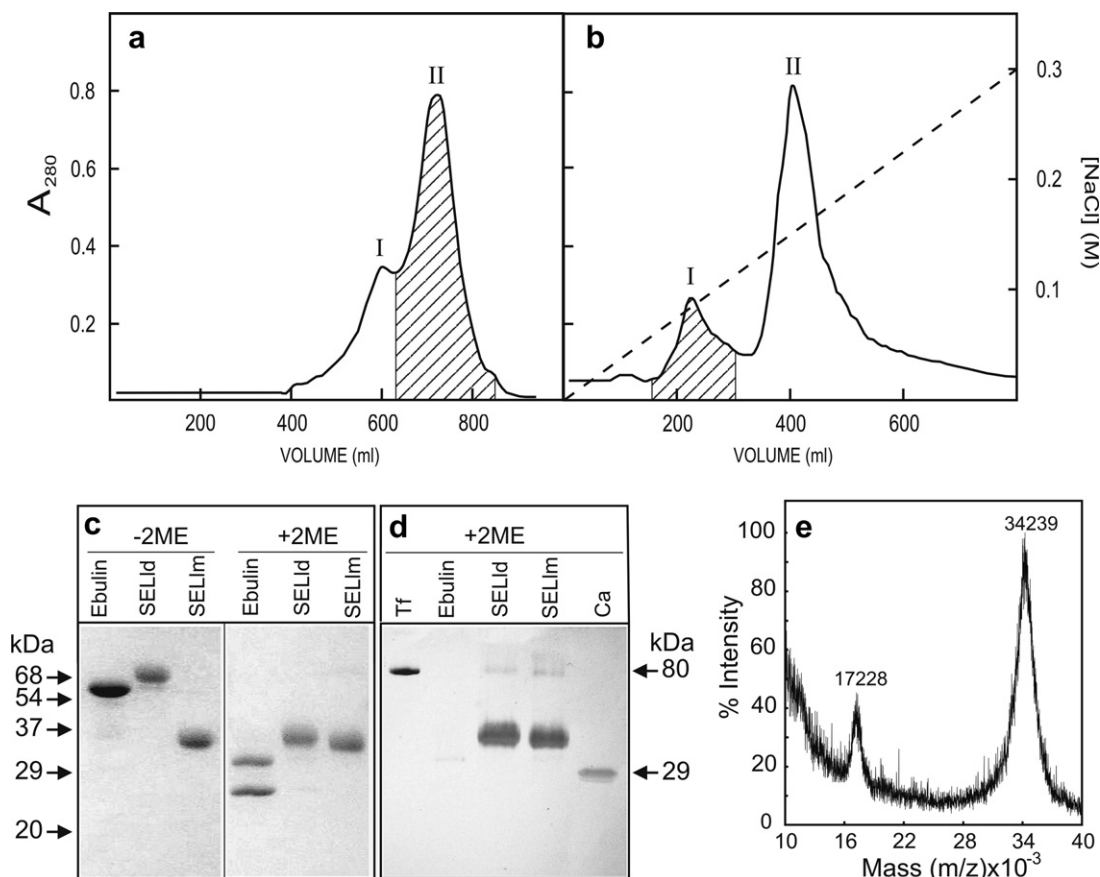 a
b
I
II
I
II
0.8
0.6
0.4
0.2
A280
200
400
600
800
VOLUME (ml)
0.3
0.2
0.1
[NaCl] (M)
200
400
600
VOLUME (ml)
c
-2ME
+2ME
Ebulin
SELld
SELlm
Ebulin
SELld
SELlm
kDa
68
54
37
29
20
d
+2ME
Tf
Ebulin
SELld
SELlm
Ca
kDa
80
29
e
34239
17228
100
80
60
40
20
0
% Intensity
10
16
22
28
34
40
Mass (m/z)x10-3